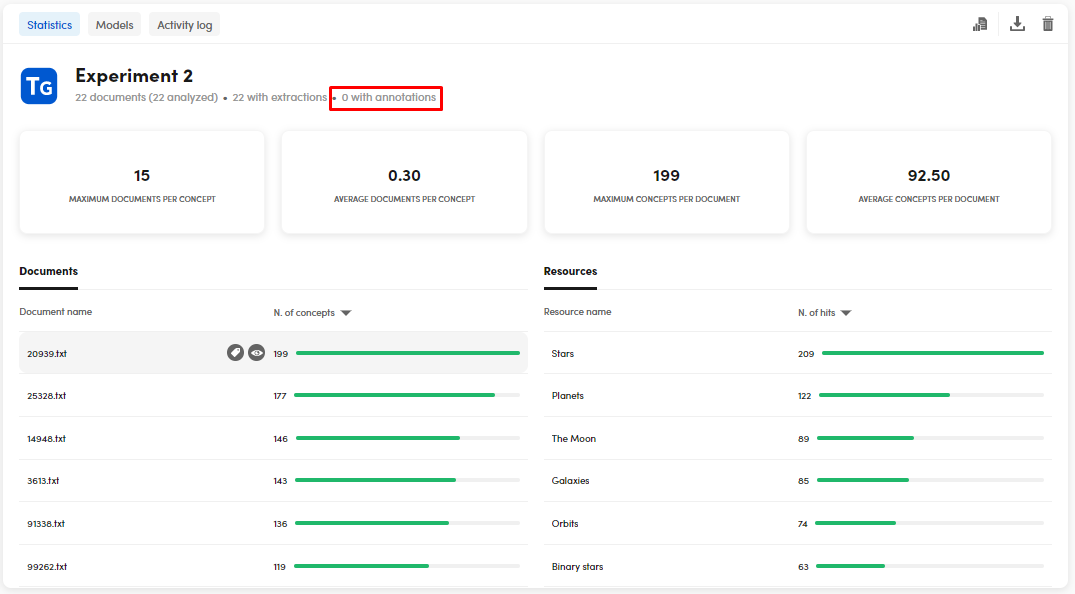 Statistics Models Activity log
TG
Experiment 2
22 documents (22 analyzed) • 22 with extractions • 0 with annotations
15 0.30 199 92.50
MAXIMUM DOCUMENTS PER CONCEPT AVERAGE DOCUMENTS PER CONCEPT MAXIMUM CONCEPTS PER DOCUMENT AVERAGE CONCEPTS PER DOCUMENT
Documents Resources
Document name N. of concepts Resource name N. of hits
20939.txt 199 Stars 209
25328.txt 177 Planets 122
14948.txt 146 The Moon 89
3613.txt 143 Galaxies 85
91338.txt 136 Orbits 74
99262.txt 119 Binary stars 63